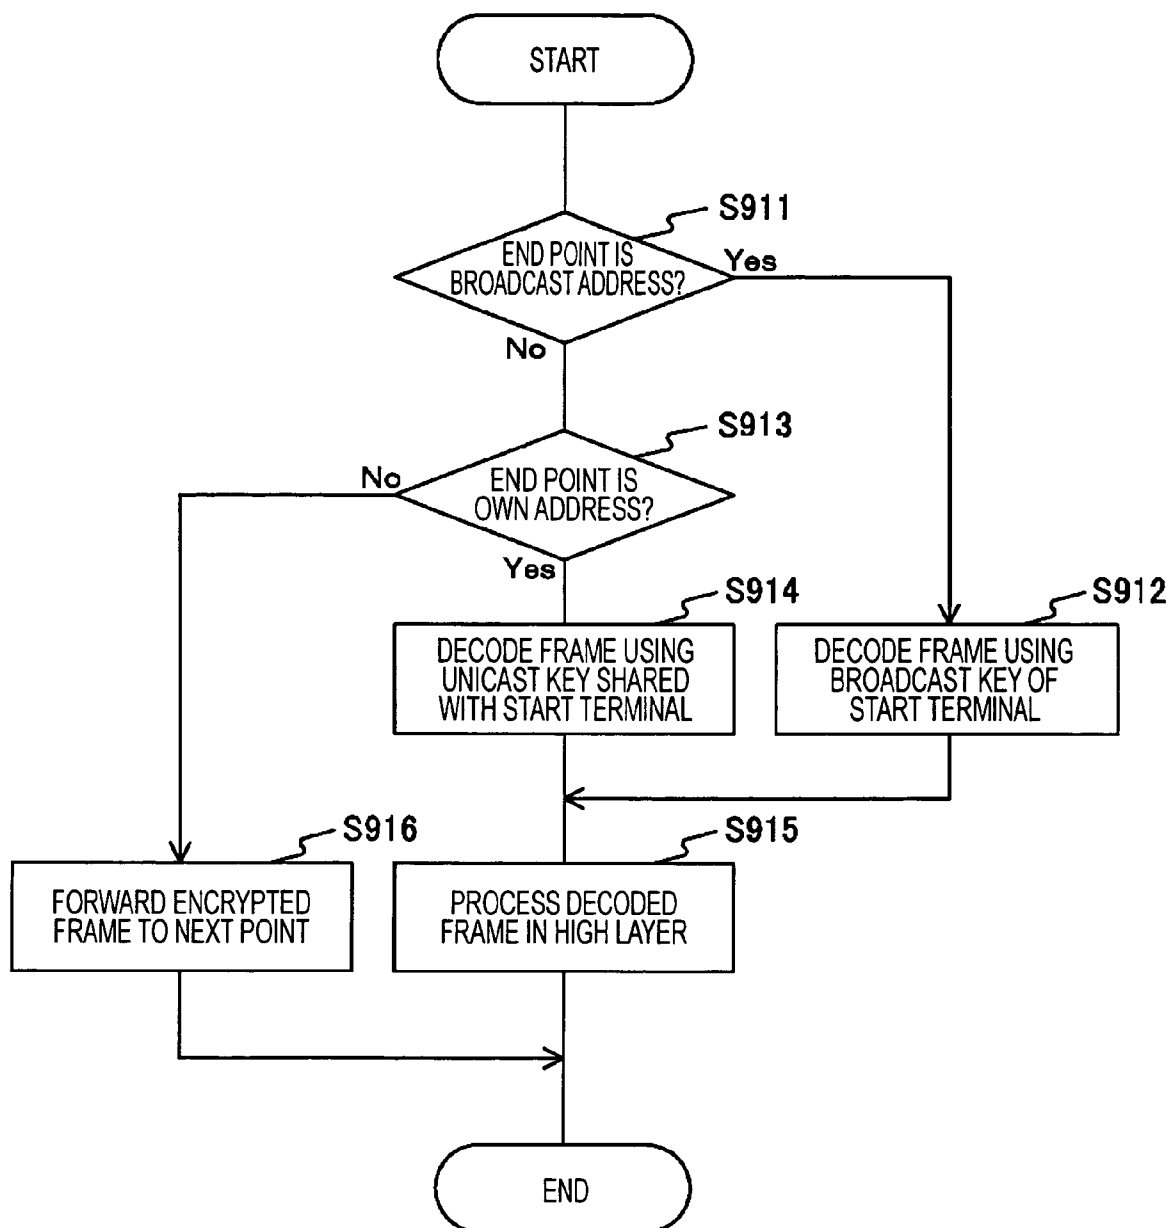 START
S911
END POINT IS
BROADCAST ADDRESS?
Yes
No
S913
No
END POINT IS
OWN ADDRESS?
Yes
S914
S912
DECODE FRAME USING
UNICAST KEY SHARED
WITH START TERMINAL
DECODE FRAME USING
BROADCAST KEY OF
START TERMINAL
S916
S915
FORWARD ENCRYPTED
FRAME TO NEXT POINT
PROCESS DECODED
FRAME IN HIGH LAYER
END